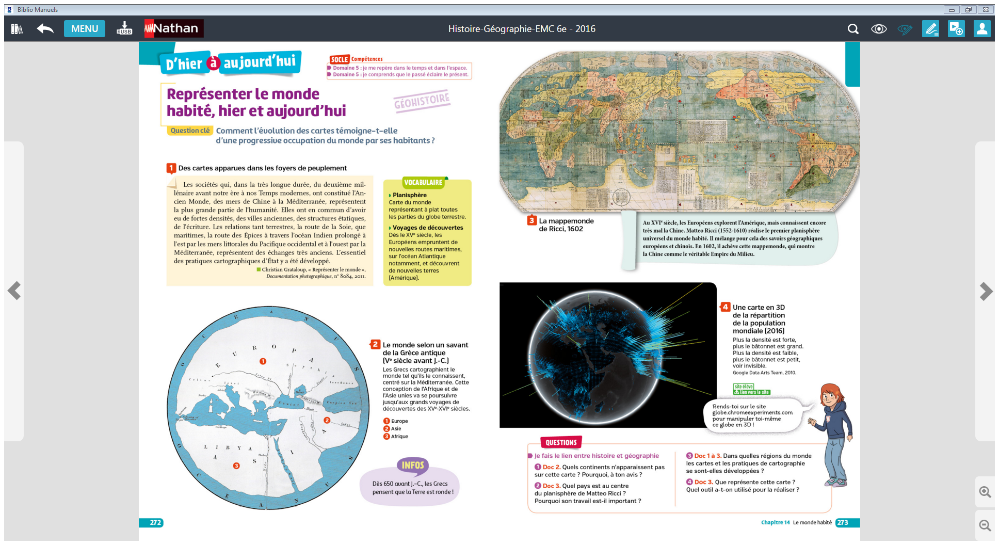 Biblio Manuels
MENU
USB
Nathan
Histoire-Géographie-EMC 6e - 2016
D'hier à aujourd'hui
SOCLE Compétences
Domaine 5 : je me repère dans le temps et dans l'espace.
Domaine 5 : je comprends que le passé éclaire le présent.
Représenter le monde
habité, hier et aujourd'hui
GÉOHISTOIRE
Question clé Comment l'évolution des cartes témoigne-t-elle
d'une progressive occupation du monde par ses habitants ?
1 Des cartes apparues dans les foyers de peuplement
Les sociétés qui, dans la très longue durée, du deuxième mil-
lénaire avant notre ère à nos Temps modernes, ont constitué l'An-
cien Monde, des mers de Chine à la Méditerranée, représentent
la plus grande partie de l'humanité. Elles ont en commun d'avoir
eu de fortes densités, des villes anciennes, des structures étatiques,
de l'écriture. Les relations tant terrestres, la route de la Soie, que
maritimes, la route des Épices à travers l'océan Indien prolongé à
l'est par les mers littorales du Pacifique occidental et à l'ouest par la
Méditerranée, représentent des échanges très anciens. L'essentiel
des pratiques cartographiques d'État y a été développé.
Christian Grataloup, « Représenter le monde »,
Documentation photographique, n° 8084, 2011.
VOCABULAIRE
Planisphère
Carte du monde
représentant à plat toutes
les parties du globe terrestre.
Voyages de découvertes
Dès le XVe siècle, les
Européens empruntent de
nouvelles routes maritimes,
sur l'océan Atlantique
notamment, et découvrent
de nouvelles terres
(Amérique).
OCEANUS
EUROPA
1
Scythia
Celtae
Istri
Euxine
Caspian Sea
2
Indus
Carthage
LIBYA
ASIA
3
Nile
OCEANUS
2 Le monde selon un savant
de la Grèce antique
(Ve siècle avant J.-C.)
Les Grecs cartographient le
monde tel qu'ils le connaissent,
centré sur la Méditerranée. Cette
conception de l'Afrique et de
l'Asie unies va se poursuivre
jusqu'aux grands voyages de
découvertes des XVe-XVIe siècles.
1 Europe
2 Asie
3 Afrique
INFOS
Dès 650 avant J.-C., les Grecs
pensent que la Terre est ronde !
272
3 La mappemonde
de Ricci, 1602
Au XVIe siècle, les Européens explorent l'Amérique, mais connaissent encore
très mal la Chine. Matteo Ricci (1552-1610) réalise le premier planisphère
universel du monde habité. Il mélange pour cela des savoirs géographiques
européens et chinois. En 1602, il achève cette mappemonde, qui montre
la Chine comme le véritable Empire du Milieu.
4 Une carte en 3D
de la répartition
de la population
mondiale (2016)
Plus la densité est forte,
plus le bâtonnet est grand.
Plus la densité est faible,
plus le bâtonnet est petit,
voir invisible.
Google Data Arts Team, 2010.
site élève
lien vers le site
Rends-toi sur le site
globe.chromeexperiments.com
pour manipuler toi-même
ce globe en 3D !
QUESTIONS
Je fais le lien entre histoire et géographie
1 Doc 2. Quels continents n'apparaissent pas
sur cette carte ? Pourquoi, à ton avis ?
2 Doc 3. Quel pays est au centre
du planisphère de Matteo Ricci ?
Pourquoi son travail est-il important ?
3 Doc 1 à 3. Dans quelles régions du monde
les cartes et les pratiques de cartographie
se sont-elles développées ?
4 Doc 3. Que représente cette carte ?
Quel outil a-t-on utilisé pour la réaliser ?
Chapitre 14 Le monde habité 273